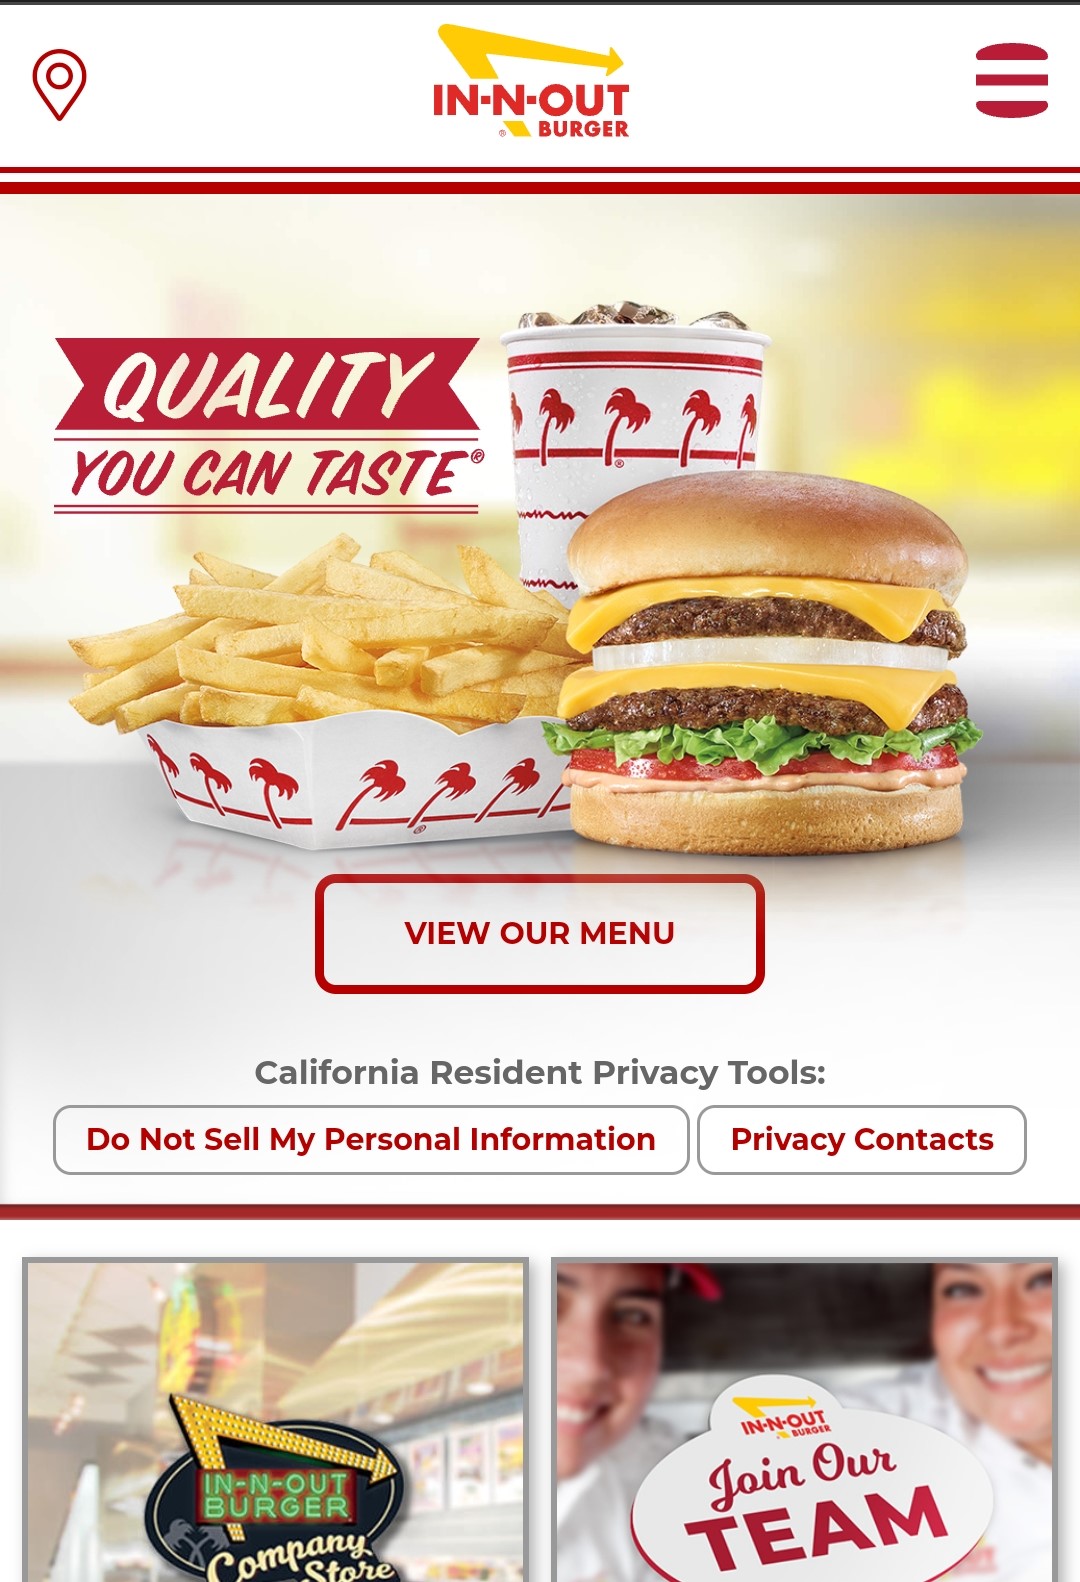 IN-N-OUT
BURGER
®
QUALITY
YOU CAN TASTE®
®
®
VIEW OUR MENU
California Resident Privacy Tools:
Do Not Sell My Personal Information
Privacy Contacts
IN-N-OUT
BURGER
Company
Store
IN-N-OUT
BURGER
Join Our
TEAM